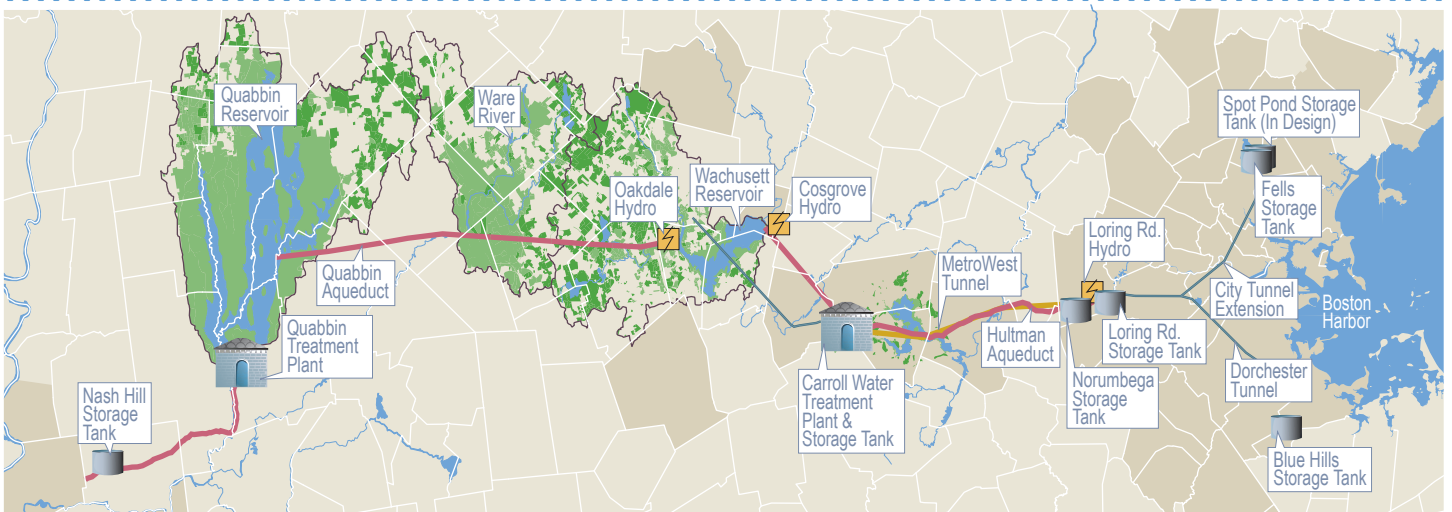 Quabbin
Reservoir
Ware
River
Spot Pond Storage
Tank (In Design)
Oakdale
Hydro
Wachusett
Reservoir
Cosgrove
Hydro
Fells
Storage
Tank
Loring Rd.
Hydro
Quabbin
Aqueduct
MetroWest
Tunnel
City Tunnel
Extension
Boston
Harbor
Quabbin
Treatment
Plant
Hultman
Aqueduct
Loring Rd.
Storage Tank
Dorchester
Tunnel
Nash Hill
Storage
Tank
Carroll Water
Treatment
Plant &
Storage Tank
Norumbega
Storage
Tank
Blue Hills
Storage Tank